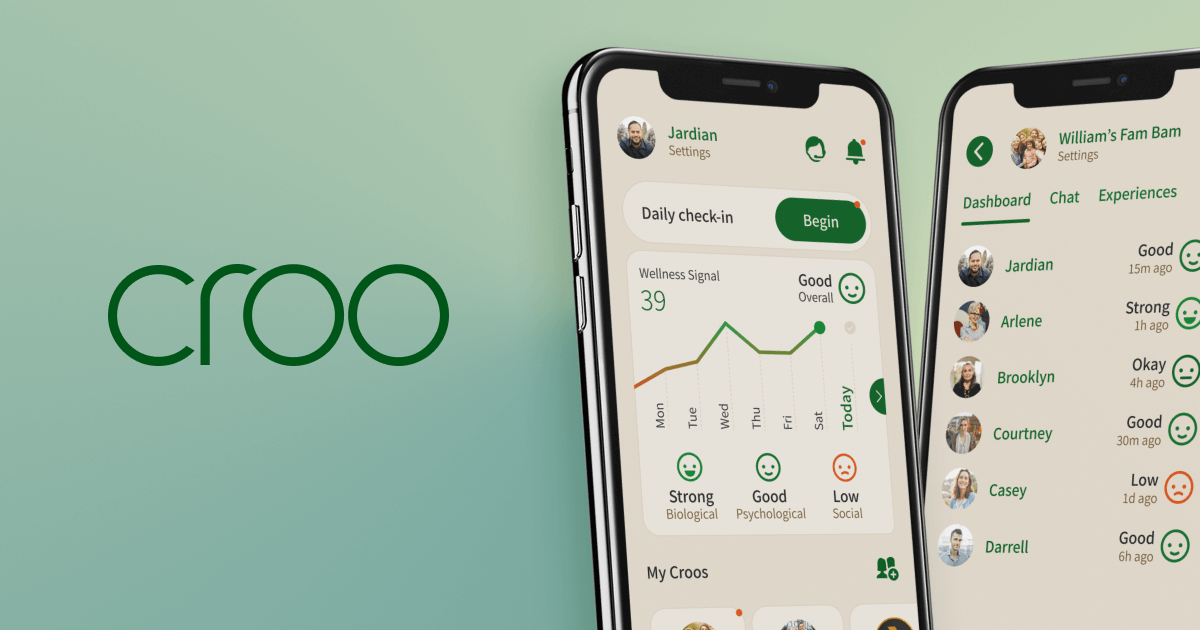 croo
Jardian
Settings
Daily check-in
Begin
Wellness Signal
39
Good
Overall
Mon
Tue
Wed
Thu
Fri
Sat
Today
Strong
Biological
Good
Psychological
Low
Social
My Croos
William's Fam Bam
Settings
Dashboard
Chat
Experiences
Jardian
Good
15m ago
Arlene
Strong
1h ago
Brooklyn
Okay
4h ago
Courtney
Good
30m ago
Casey
Low
1d ago
Darrell
Good
6h ago